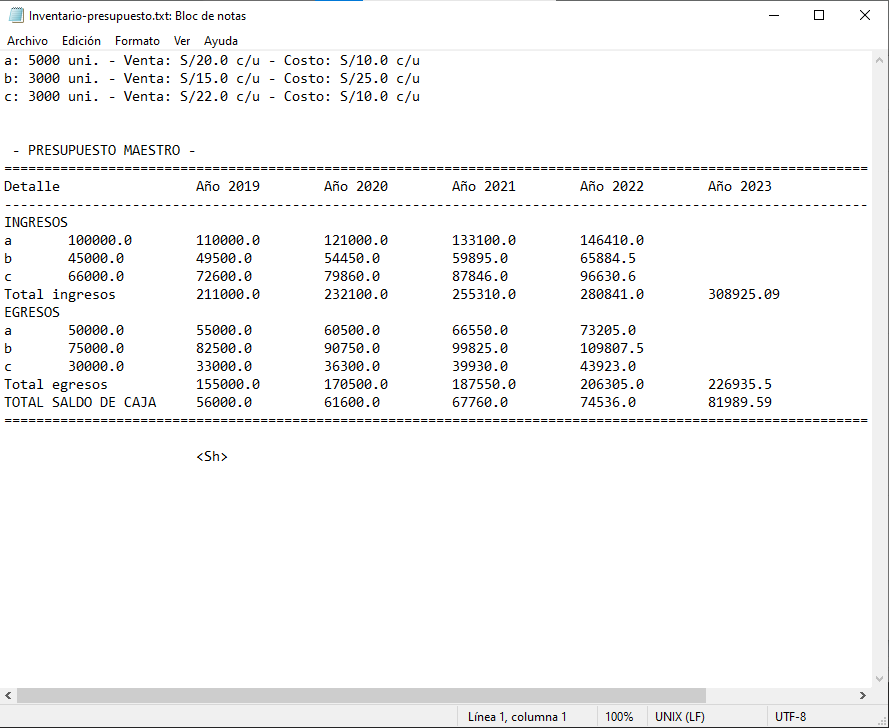 Inventario-presupuesto.txt: Bloc de notas
Archivo Edición Formato Ver Ayuda
a: 5000 uni. - Venta: S/20.0 c/u - Costo: S/10.0 c/u
b: 3000 uni. - Venta: S/15.0 c/u - Costo: S/25.0 c/u
c: 3000 uni. - Venta: S/22.0 c/u - Costo: S/10.0 c/u
- PRESUPUESTO MAESTRO -
============================================================================================================
Detalle Año 2019 Año 2020 Año 2021 Año 2022 Año 2023
------------------------------------------------------------------------------------------------------------
INGRESOS
a 100000.0 110000.0 121000.0 133100.0 146410.0
b 45000.0 49500.0 54450.0 59895.0 65884.5
c 66000.0 72600.0 79860.0 87846.0 96630.6
Total ingresos 211000.0 232100.0 255310.0 280841.0 308925.09
EGRESOS
a 50000.0 55000.0 60500.0 66550.0 73205.0
b 75000.0 82500.0 90750.0 99825.0 109807.5
c 30000.0 33000.0 36300.0 39930.0 43923.0
Total egresos 155000.0 170500.0 187550.0 206305.0 226935.5
TOTAL SALDO DE CAJA 56000.0 61600.0 67760.0 74536.0 81989.59
============================================================================================================
<Sh>
Línea 1, columna 1 100% UNIX (LF) UTF-8